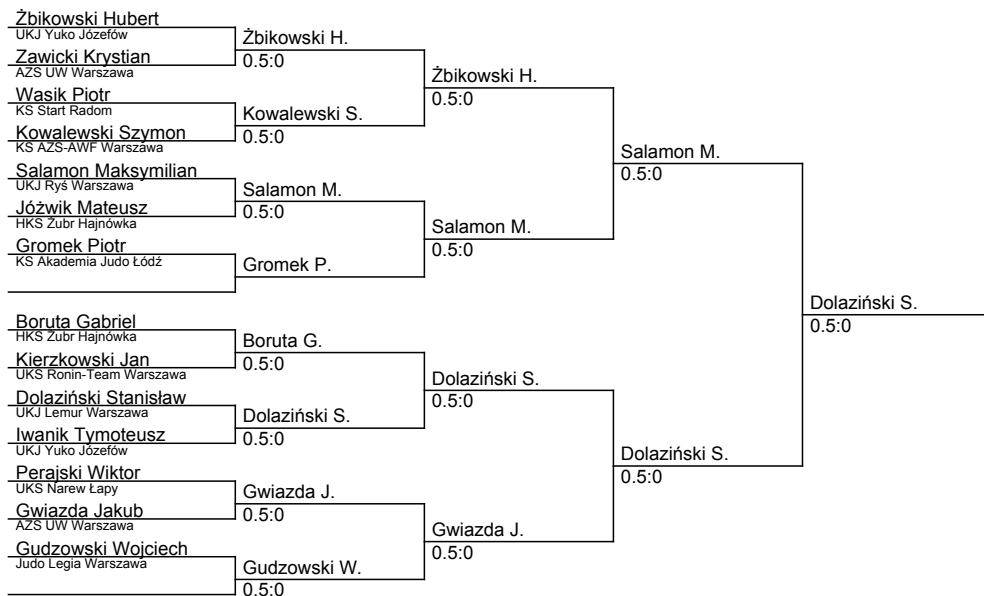 Żbikowski Hubert
UKJ Yuko Józefów
Zawicki Krystian
AZS UW Warszawa
Wasik Piotr
KS Start Radom
Kowalewski Szymon
KS AZS-AWF Warszawa
Salamon Maksymilian
UKJ Ryś Warszawa
Jóżwik Mateusz
HKS Żubr Hajnówka
Gromek Piotr
KS Akademia Judo Łódź
Boruta Gabriel
HKS Żubr Hajnówka
Kierzkowski Jan
UKS Ronin-Team Warszawa
Dolaziński Stanisław
UKJ Lemur Warszawa
Iwanik Tymoteusz
UKJ Yuko Józefów
Perajski Wiktor
UKS Narew Łapy
Gwiazda Jakub
AZS UW Warszawa
Gudzowski Wojciech
Judo Legia Warszawa
Żbikowski H.
0.5:0
Kowalewski S.
0.5:0
Salamon M.
0.5:0
Gromek P.
Boruta G.
0.5:0
Dolaziński S.
0.5:0
Gwiazda J.
0.5:0
Gudzowski W.
0.5:0
Żbikowski H.
0.5:0
Salamon M.
0.5:0
Dolaziński S.
0.5:0
Gwiazda J.
0.5:0
Salamon M.
0.5:0
Dolaziński S.
0.5:0
Dolaziński S.
0.5:0